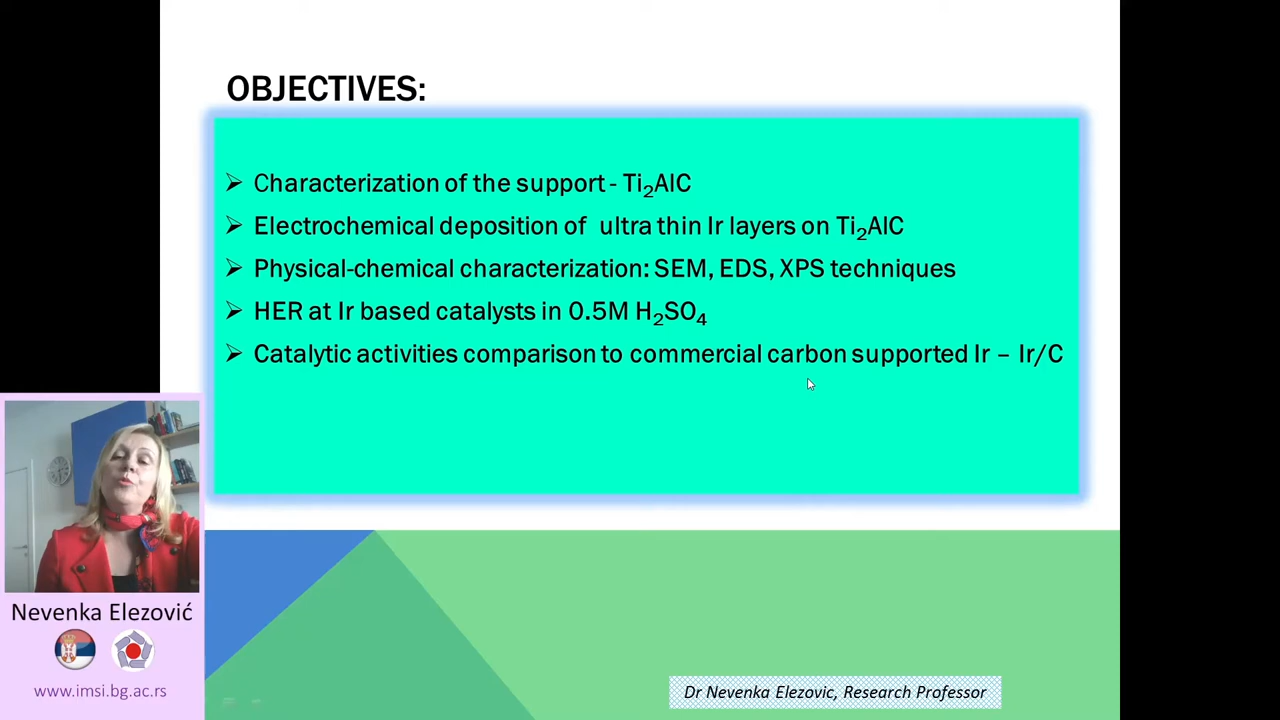 OBJECTIVES:
➢ Characterization of the support - Ti₂AlC
➢ Electrochemical deposition of ultra thin Ir layers on Ti₂AlC
➢ Physical-chemical characterization: SEM, EDS, XPS techniques
➢ HER at Ir based catalysts in 0.5M H₂SO₄
➢ Catalytic activities comparison to commercial carbon supported Ir – Ir/C
Nevenka Elezović
www.imsi.bg.ac.rs
Dr Nevenka Elezovic, Research Professor